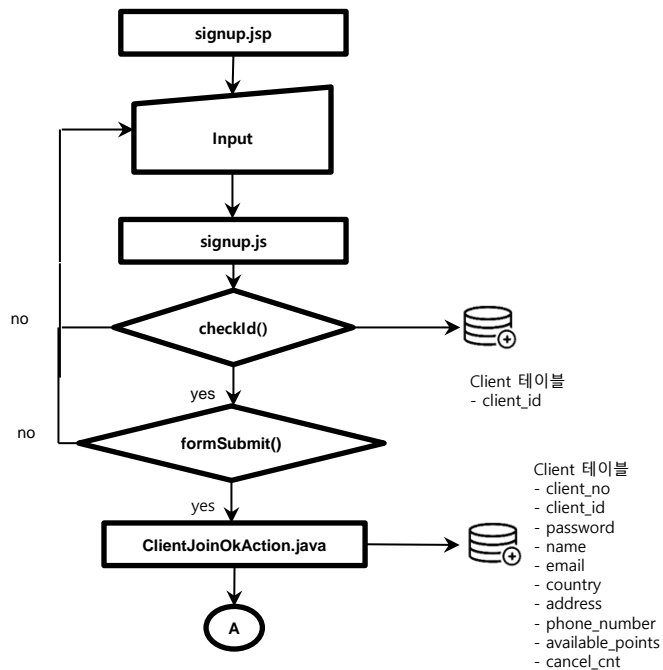 signup.jsp
Input
signup.js
no
checkId()
Client 테이블
- client_id
yes
no
formSubmit()
Client 테이블
- client_no
- client_id
- password
- name
- email
- country
- address
- phone_number
- available_points
- cancel_cnt
yes
ClientJoinOkAction.java
A